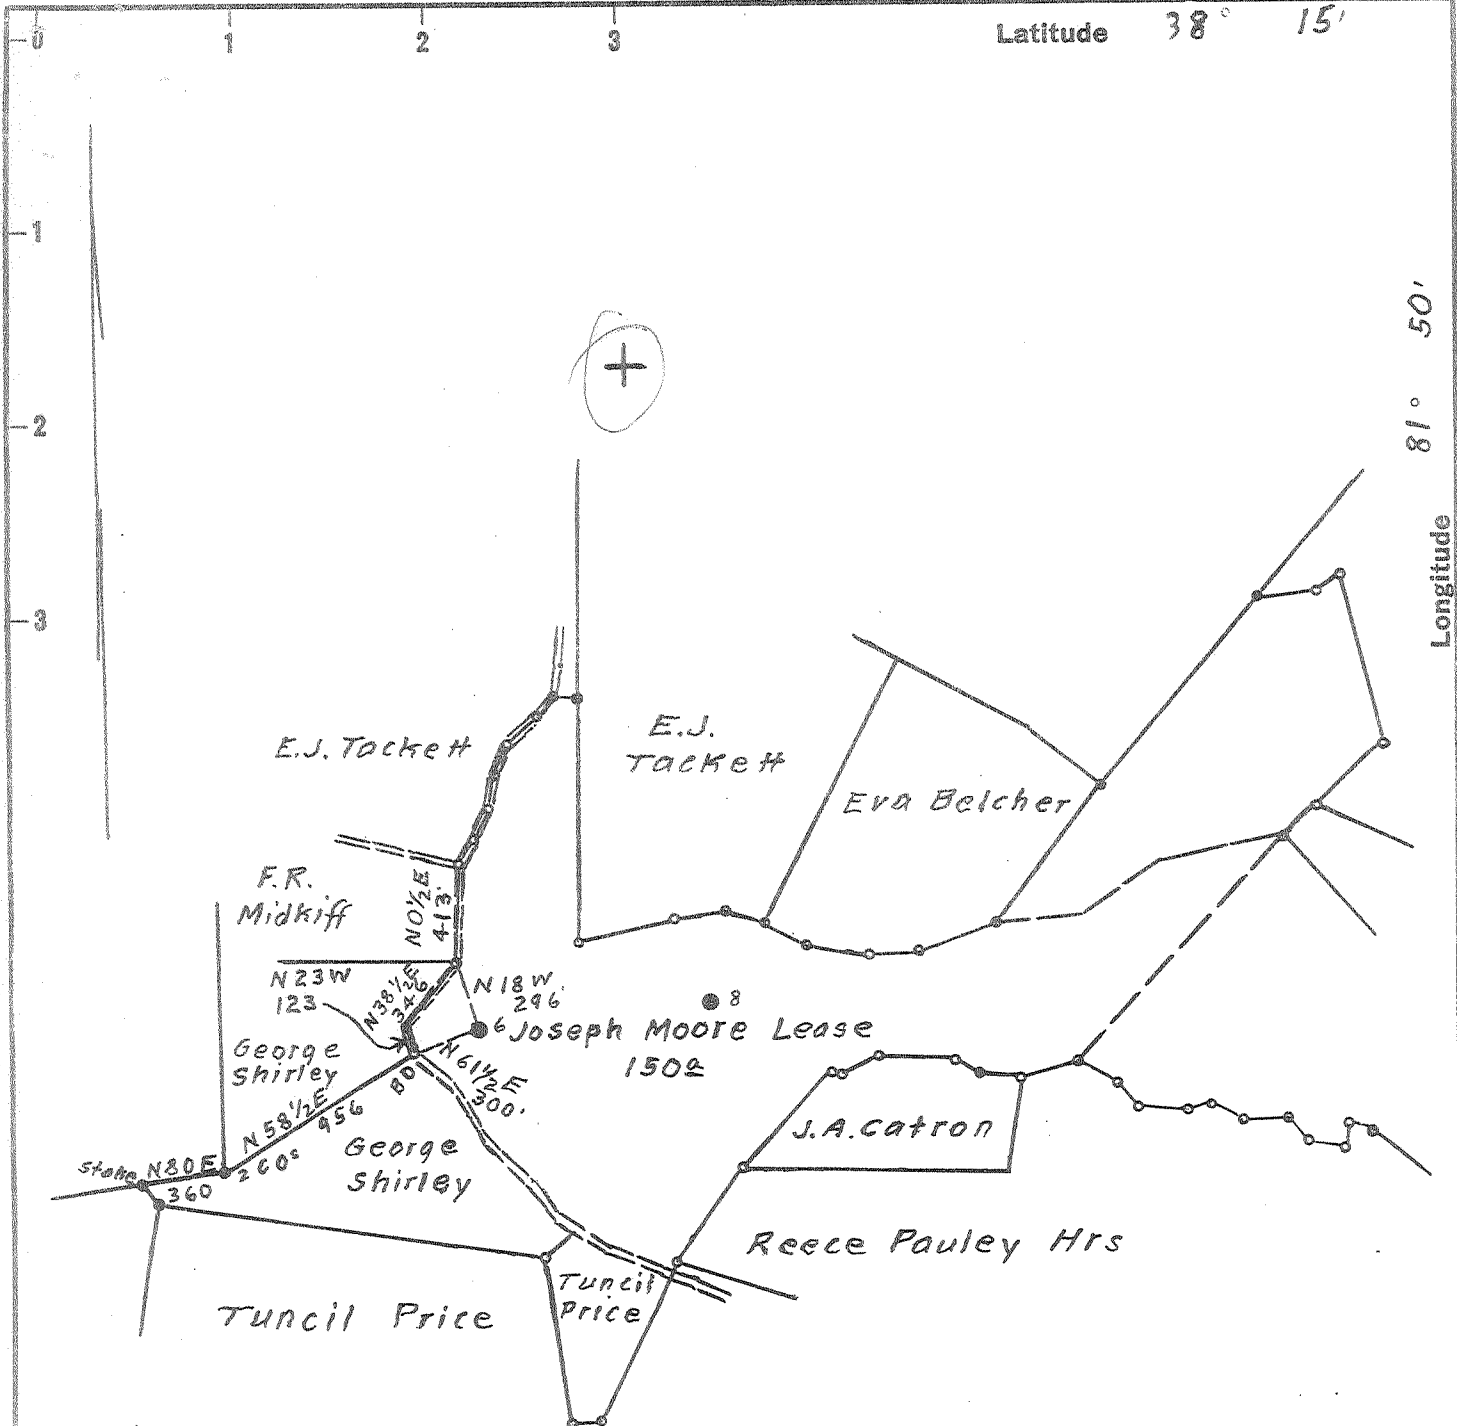 0 1 2 3 Latitude 38° 15'
1
2
3
Longitude 81° 50'
E.J. Tackett
E.J.
Tackett
Eva Belcher
F.R.
Midkiff
N0½E
413'
N23W
123
N38½E
346
N18W
296'
8
6 Joseph Moore Lease
150a
George
Shirley
BO
N61½E
300'
N58½E
956
J.A. Catron
George
Shirley
Stake N80E
360
Reece Pauley Hrs
Tuncil
Price
Tuncil Price